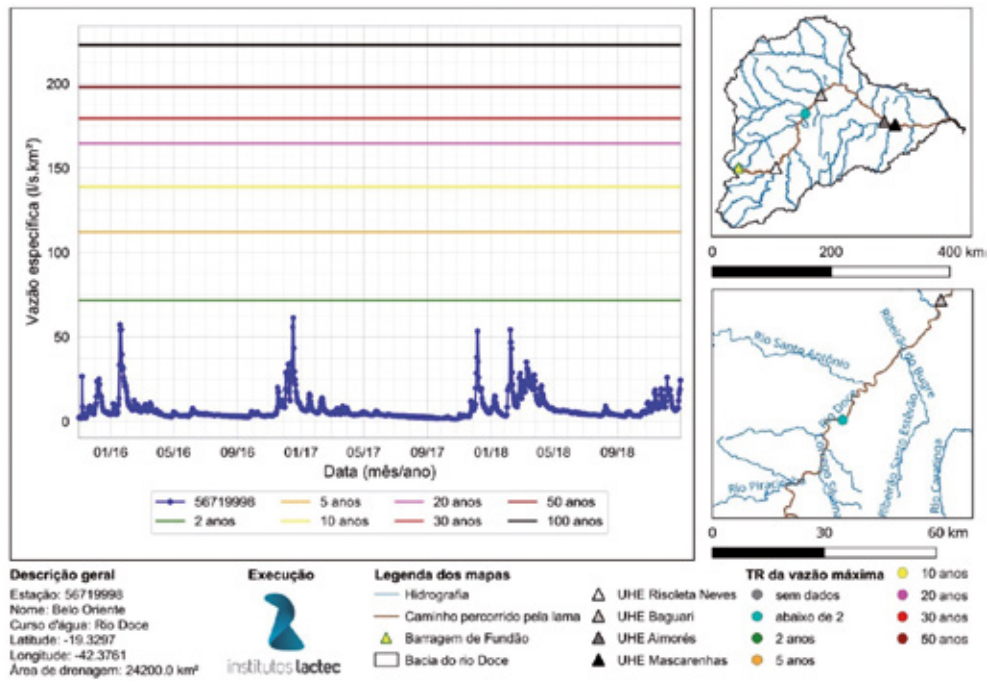 Vazão específica (l/s.km²)
200
150
100
50
0
01/16 05/16 09/16 01/17 05/17 09/17 01/18 05/18 09/18
Data (mês/ano)
56719998 5 anos 20 anos 50 anos
2 anos 10 anos 30 anos 100 anos
0 200 400 km
Rio Santo Antônio
Ribeirão do Bugre
Rio Doce
Ribeirão Santo Estêvão
Rio Caratinga
0 30 60 km
Descrição geral
Estação: 56719998
Nome: Belo Oriente
Curso d'água: Rio Doce
Latitude: -19.3297
Longitude: -42.3761
Área de drenagem: 24200.0 km²
Execução
institutos lactec
Legenda dos mapas
Hidrografia
Caminho percorrido pela lama
Barragem de Fundão
Bacia do rio Doce
UHE Risoleta Neves
UHE Baguari
UHE Aimorés
UHE Mascarenhas
TR da vazão máxima
sem dados
abaixo de 2
2 anos
5 anos
10 anos
20 anos
30 anos
50 anos